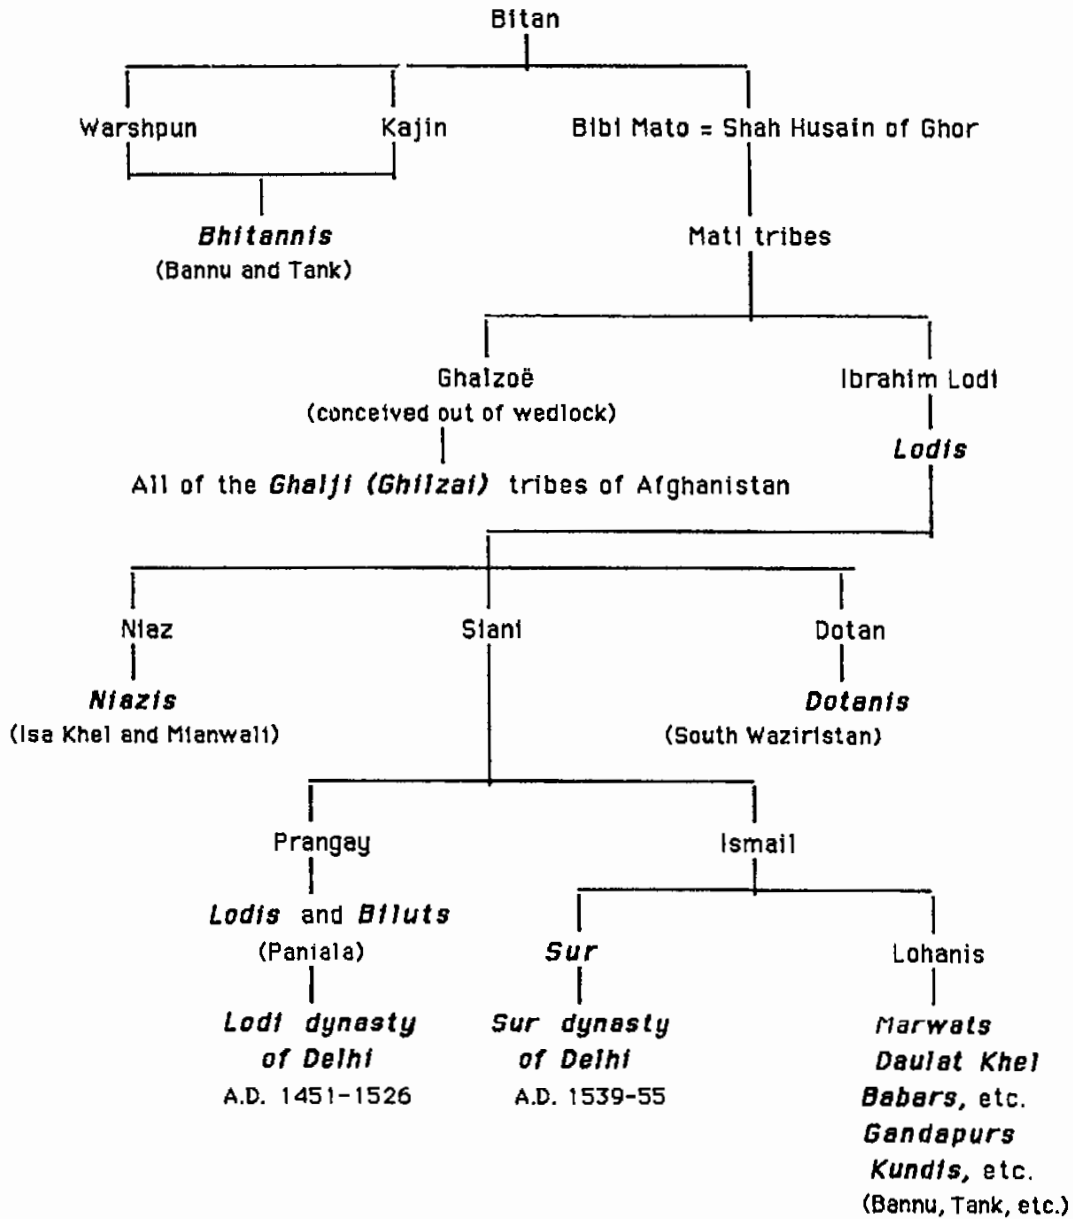 Bitan
Warshpun
Kajin
Bibi Mato = Shah Husain of Ghor
Bhitannis
(Bannu and Tank)
Mati tribes
Ghalzoë
(conceived out of wedlock)
All of the Ghalji (Ghilzai) tribes of Afghanistan
Ibrahim Lodi
Lodis
Niaz
Siani
Dotan
Niazis
(Isa Khel and Mianwali)
Dotanis
(South Waziristan)
Prangay
Ismail
Lodis and Biluts
(Paniala)
Sur
Lohanis
Lodi dynasty
of Delhi
A.D. 1451-1526
Sur dynasty
of Delhi
A.D. 1539-55
Marwats
Daulat Khel
Babars, etc.
Gandapurs
Kundis, etc.
(Bannu, Tank, etc.)